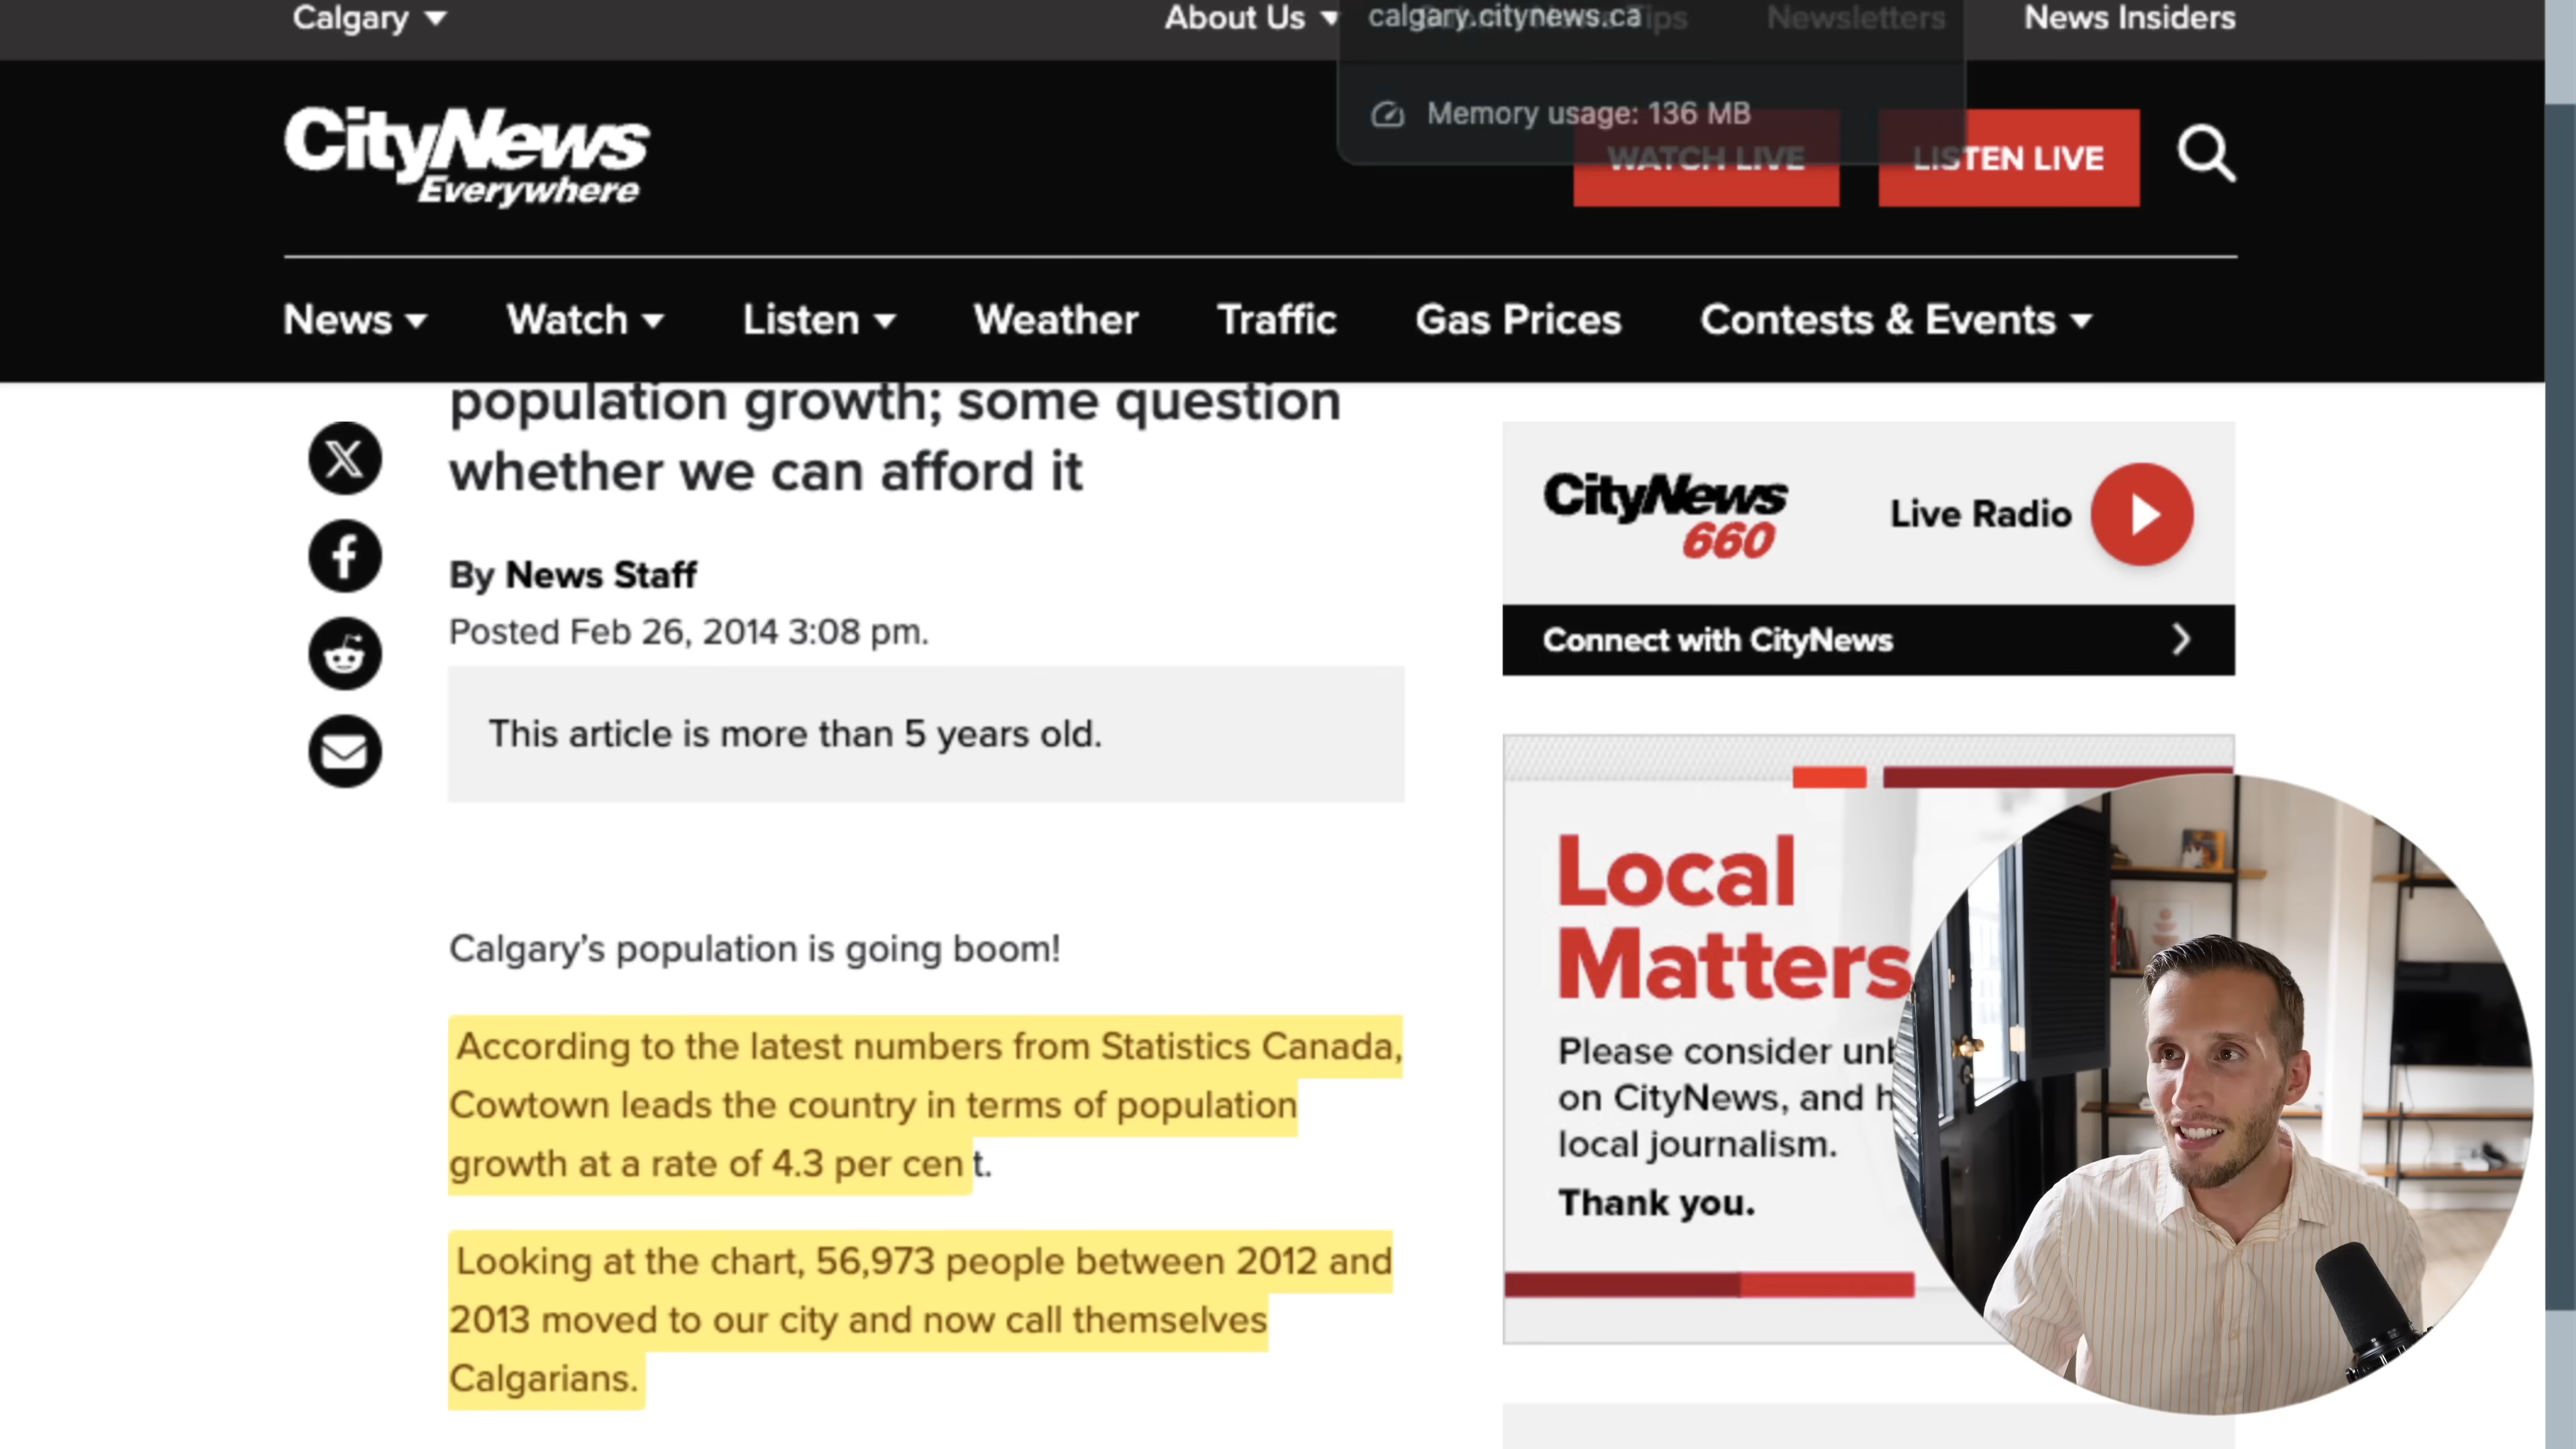 Calgary
About Us
calgary.citynews.ca
Tips
Newsletters
News Insiders
CityNews
Everywhere
Memory usage: 136 MB
WATCH LIVE
LISTEN LIVE
News
Watch
Listen
Weather
Traffic
Gas Prices
Contests & Events
population growth; some question
whether we can afford it
By News Staff
Posted Feb 26, 2014 3:08 pm.
This article is more than 5 years old.
Calgary’s population is going boom!
According to the latest numbers from Statistics Canada,
Cowtown leads the country in terms of population
growth at a rate of 4.3 per cent.
Looking at the chart, 56,973 people between 2012 and
2013 moved to our city and now call themselves
Calgarians.
CityNews
660
Live Radio
Connect with CityNews
Local
Matters
Please consider
on CityNews, and
local journalism.
Thank you.